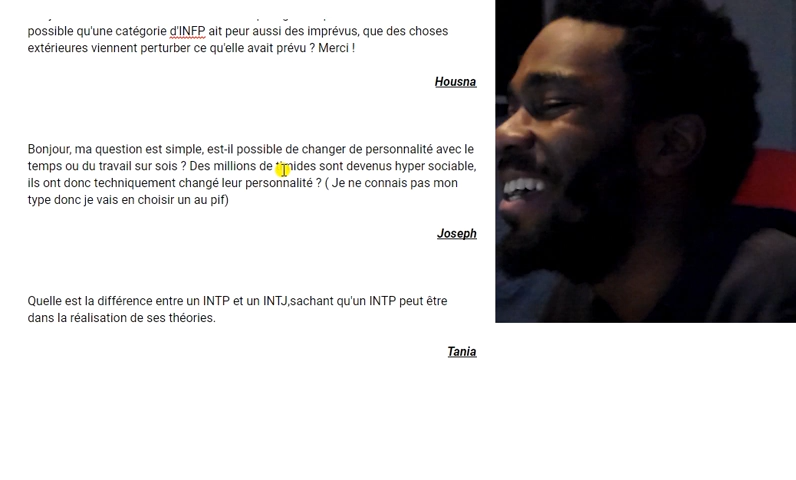 possible qu'une catégorie d'INFP ait peur aussi des imprévus, que des choses
extérieures viennent perturber ce qu'elle avait prévu ? Merci !
Housna
Bonjour, ma question est simple, est-il possible de changer de personnalité avec le
temps ou du travail sur sois ? Des millions de timides sont devenus hyper sociable,
ils ont donc techniquement changé leur personnalité ? ( Je ne connais pas mon
type donc je vais en choisir un au pif)
Joseph
Quelle est la différence entre un INTP et un INTJ,sachant qu'un INTP peut être
dans la réalisation de ses théories.
Tania